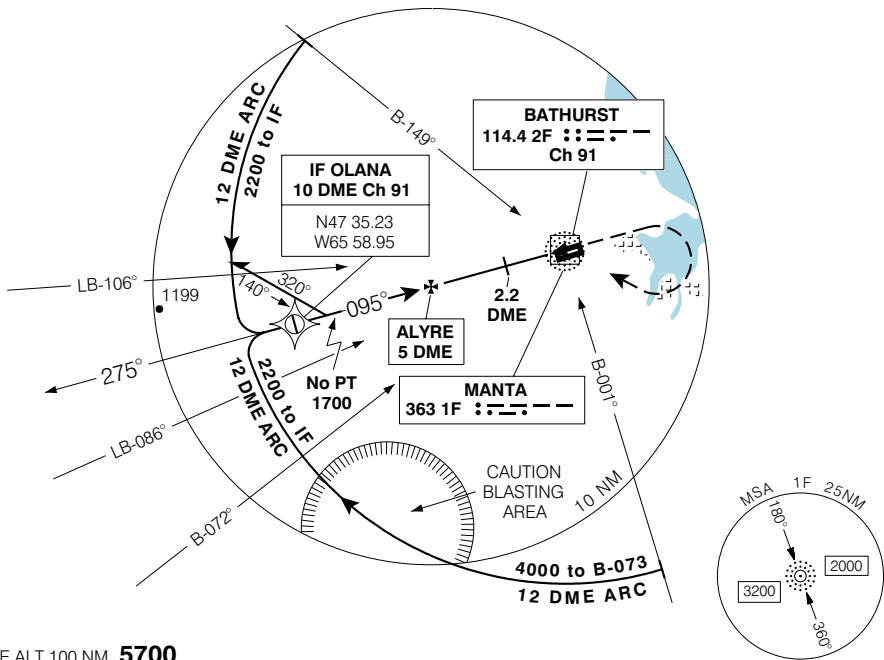 12 DME ARC
2200 to IF
B-149°
BATHURST
114.4 2F
Ch 91
IF OLANA
10 DME Ch 91
N47 35.23
W65 58.95
LB-106°
1199
140°
320°
095°
2.2
DME
ALYRE
5 DME
275°
No PT
1700
MANTA
363 1F
B-001°
2200 to IF
12 DME ARC
LB-086°
B-072°
CAUTION
BLASTING
AREA
10 NM
4000 to B-073
12 DME ARC
MSA 1F 25NM
180°
2000
3200
360°
E ALT 100 NM 5700